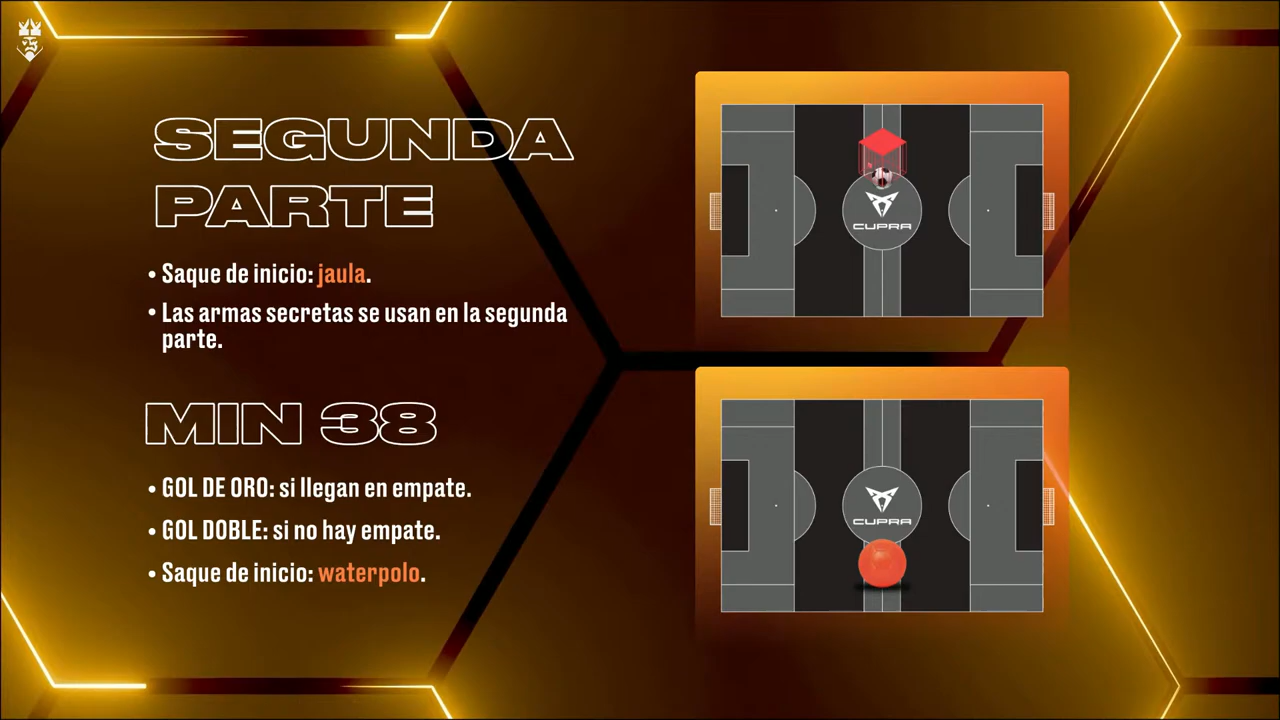 SEGUNDA
PARTE
• Saque de inicio: jaula.
• Las armas secretas se usan en la segunda
parte.
MIN 38
• GOL DE ORO: si llegan en empate.
• GOL DOBLE: si no hay empate.
• Saque de inicio: waterpolo.
CUPRA
CUPRA